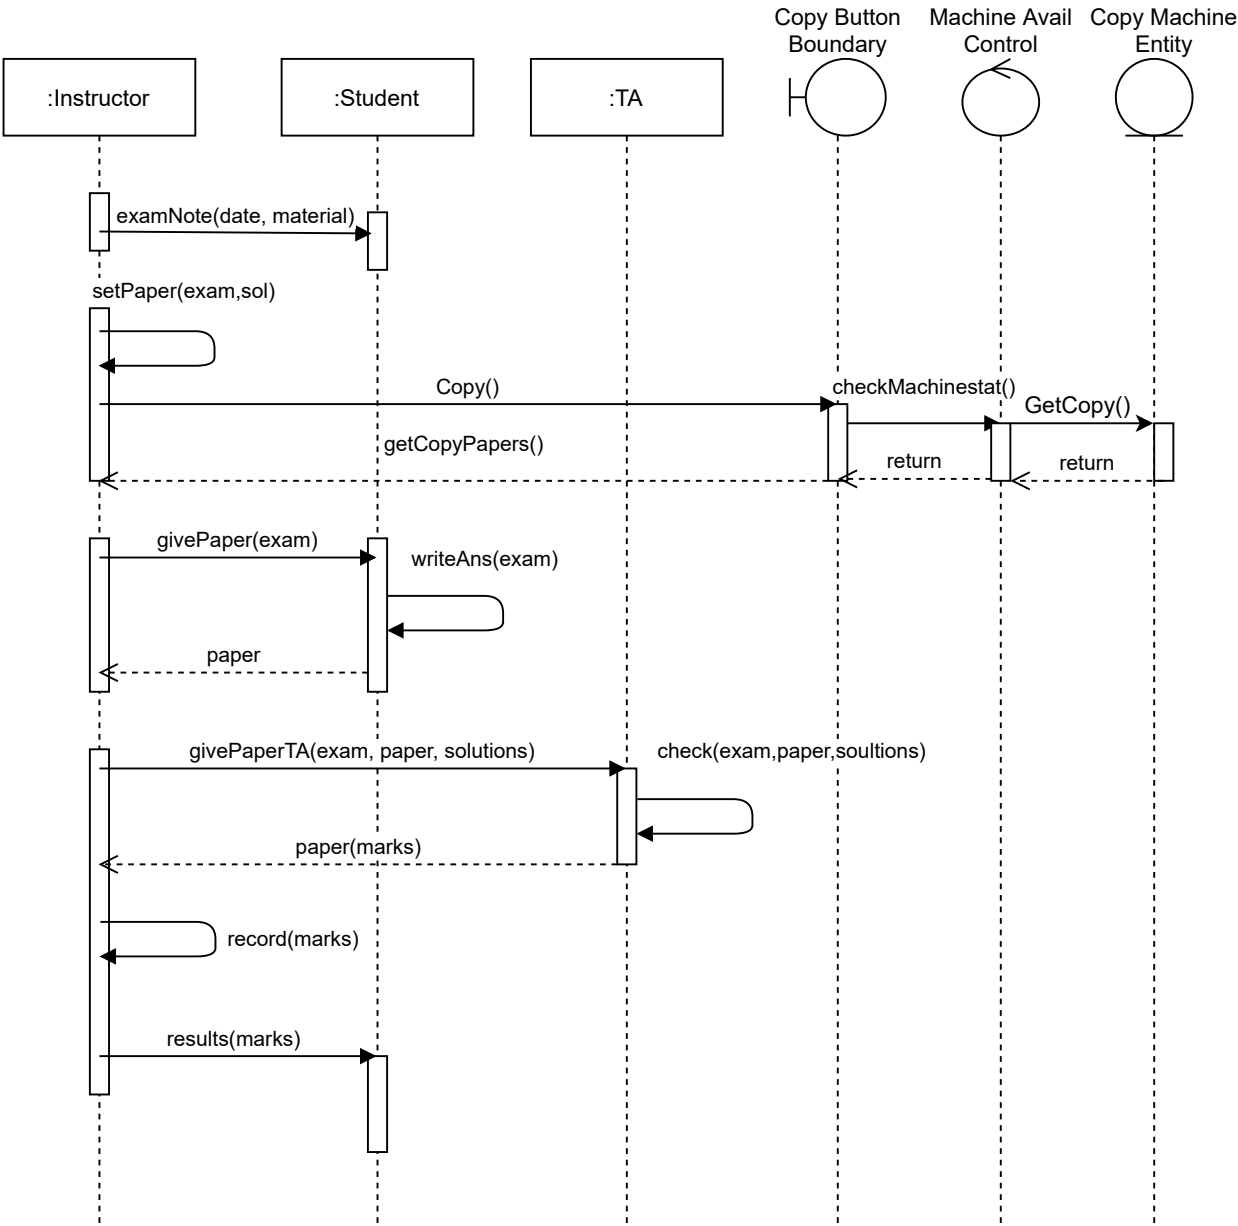 Copy Button
Boundary
Machine Avail
Control
Copy Machine
Entity
:Instructor
:Student
:TA
examNote(date, material)
setPaper(exam,sol)
Copy()
checkMachinestat()
GetCopy()
getCopyPapers()
return
return
givePaper(exam)
writeAns(exam)
paper
givePaperTA(exam, paper, solutions)
check(exam,paper,soultions)
paper(marks)
record(marks)
results(marks)